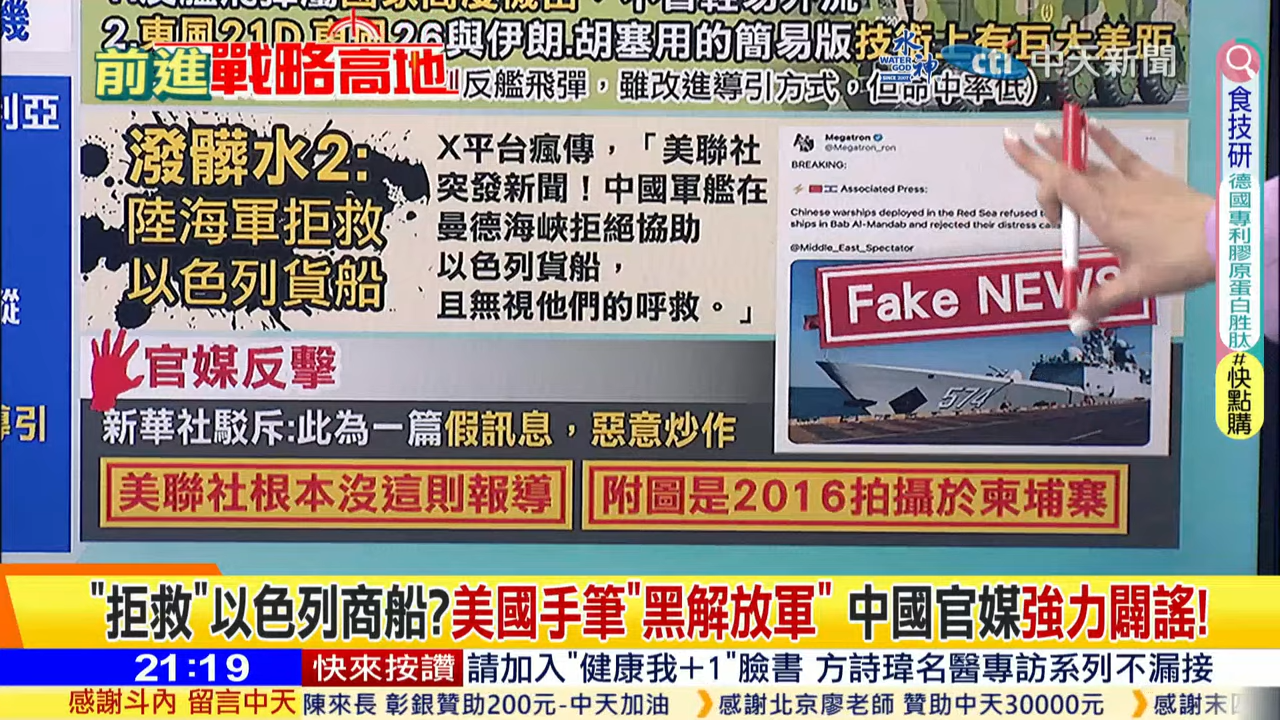 2.東風21D,東風26與伊朗.胡塞用的簡易版技術上有巨大差距
反艦飛彈，雖改進導引方式，但命中率低)
前進戰略高地
水神
WATER GOD
SINCE 2007
cti 中天新聞
利亞
導引
潑髒水2:
陸海軍拒救
以色列貨船
X平台瘋傳，「美聯社
突發新聞！中國軍艦在
曼德海峽拒絕協助
以色列貨船，
且無視他們的呼救。」
Megatron
@Megatron_ron
BREAKING:
Associated Press:
Chinese warships deployed in the Red Sea refused
ships in Bab Al-Mandab and rejected their distress
@Middle_East_Spectator
Fake NEWS
574
官媒反擊
新華社駁斥:此為一篇假訊息，惡意炒作
美聯社根本沒這則報導
附圖是2016拍攝於柬埔寨
食技研
德國專利膠原蛋白胜肽
#快點購
"拒救"以色列商船?美國手筆"黑解放軍" 中國官媒強力闢謠!
21:19 快來按讚 請加入"健康我+1"臉書 方詩瑋名醫專訪系列不漏接
感謝斗內 留言中天 陳來長 彰銀贊助200元-中天加油 感謝北京廖老師 贊助中天30000元 感謝末